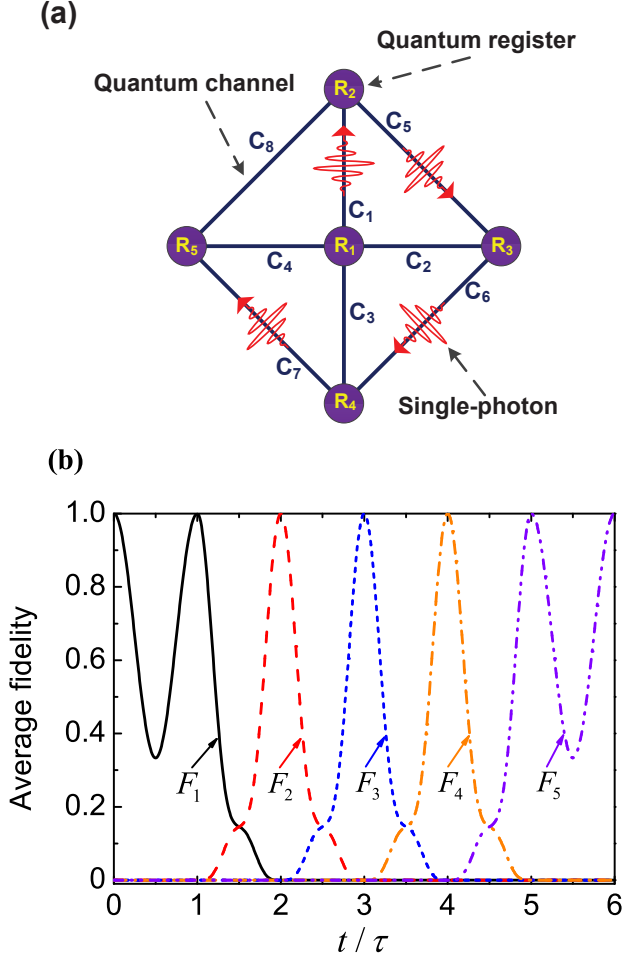 (a)
Quantum register
Quantum channel
R₂
C₈
C₅
C₁
R₅
R₁
R₃
C₄
C₂
C₃
C₆
C₇
R₄
Single-photon
(b)
Average fidelity
1.0
0.8
0.6
0.4
0.2
0
F₁
F₂
F₃
F₄
F₅
0 1 2 3 4 5 6
t / τ